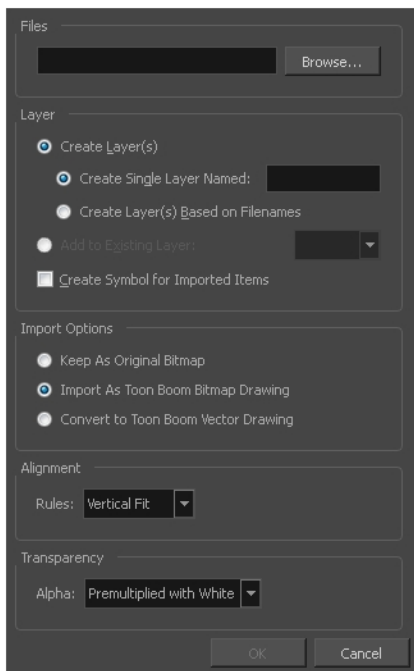 Files
Browse...
Layer
Create Layer(s)
Create Single Layer Named:
Create Layer(s) Based on Filenames
Add to Existing Layer:
Create Symbol for Imported Items
Import Options
Keep As Original Bitmap
Import As Toon Boom Bitmap Drawing
Convert to Toon Boom Vector Drawing
Alignment
Rules: Vertical Fit
Transparency
Alpha: Premultiplied with White
OK Cancel